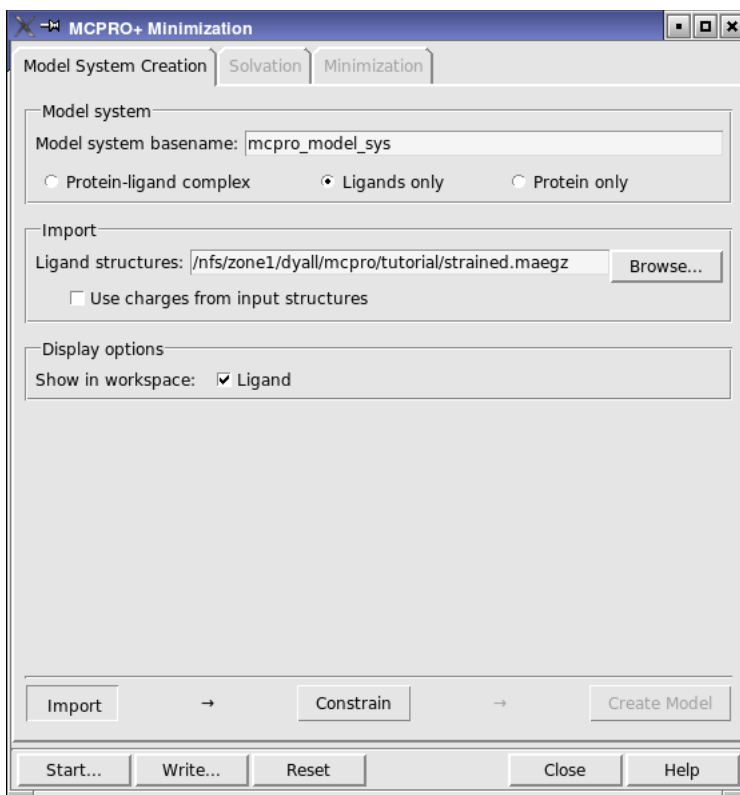 MCPRO+ Minimization
Model System Creation Solvation Minimization
Model system
Model system basename: mcpro_model_sys
Protein-ligand complex Ligands only Protein only
Import
Ligand structures: /nfs/zone1/dyall/mcpro/tutorial/strained.maegz Browse...
Use charges from input structures
Display options
Show in workspace: Ligand
Import → Constrain → Create Model
Start... Write... Reset Close Help